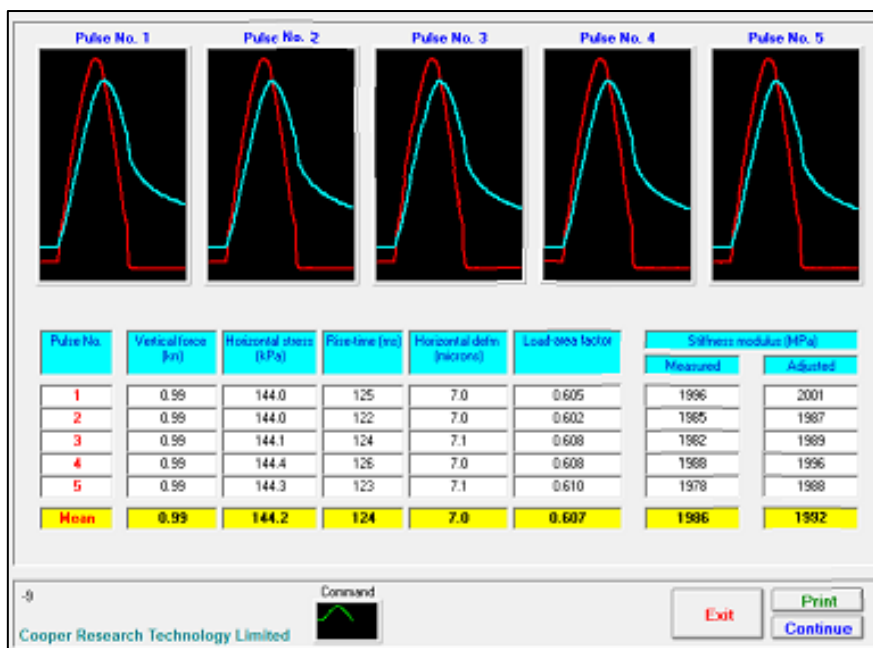 Pulse No. 1 Pulse No. 2 Pulse No. 3 Pulse No. 4 Pulse No. 5
Pulse No. Vertical force (kn) Horizontal stress (kPa) Rise-time (ms) Horizontal defm (microns) Load-area factor Stiffness modulus (MPa)
Measured Adjusted
1 0.99 144.0 125 7.0 0.605 1996 2001
2 0.99 144.0 122 7.0 0.602 1985 1987
3 0.99 144.1 124 7.1 0.608 1982 1989
4 0.99 144.4 126 7.0 0.608 1988 1996
5 0.99 144.3 123 7.1 0.610 1978 1988
Mean 0.99 144.2 124 7.0 0.607 1986 1992
-9 Command
Exit Print
Cooper Research Technology Limited Continue